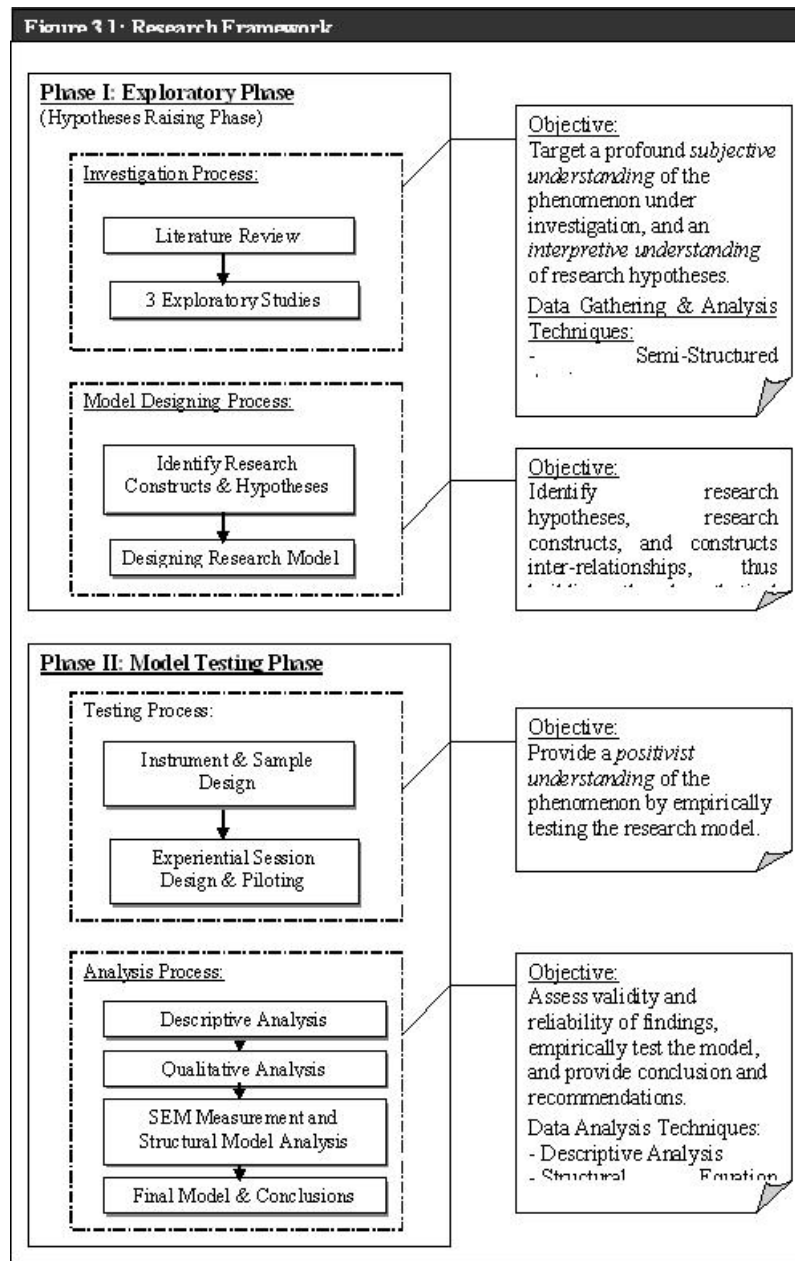 Figure 3.1: Research Framework
Phase I: Exploratory Phase
(Hypotheses Raising Phase)
Investigation Process:
Literature Review
3 Exploratory Studies
Objective:
Target a profound subjective
understanding of the
phenomenon under
investigation, and an
interpretive understanding
of research hypotheses.
Data Gathering & Analysis
Techniques:
- Semi-Structured
Model Designing Process:
Identify Research
Constructs & Hypotheses
Designing Research Model
Objective:
Identify research
hypotheses, research
constructs, and constructs
inter-relationships, thus
Phase II: Model Testing Phase
Testing Process:
Instrument & Sample
Design
Experiential Session
Design & Piloting
Objective:
Provide a positivist
understanding of the
phenomenon by empirically
testing the research model.
Analysis Process:
Descriptive Analysis
Qualitative Analysis
SEM Measurement and
Structural Model Analysis
Final Model & Conclusions
Objective:
Assess validity and
reliability of findings,
empirically test the model,
and provide conclusion and
recommendations.
Data Analysis Techniques:
- Descriptive Analysis
- Structural Equation